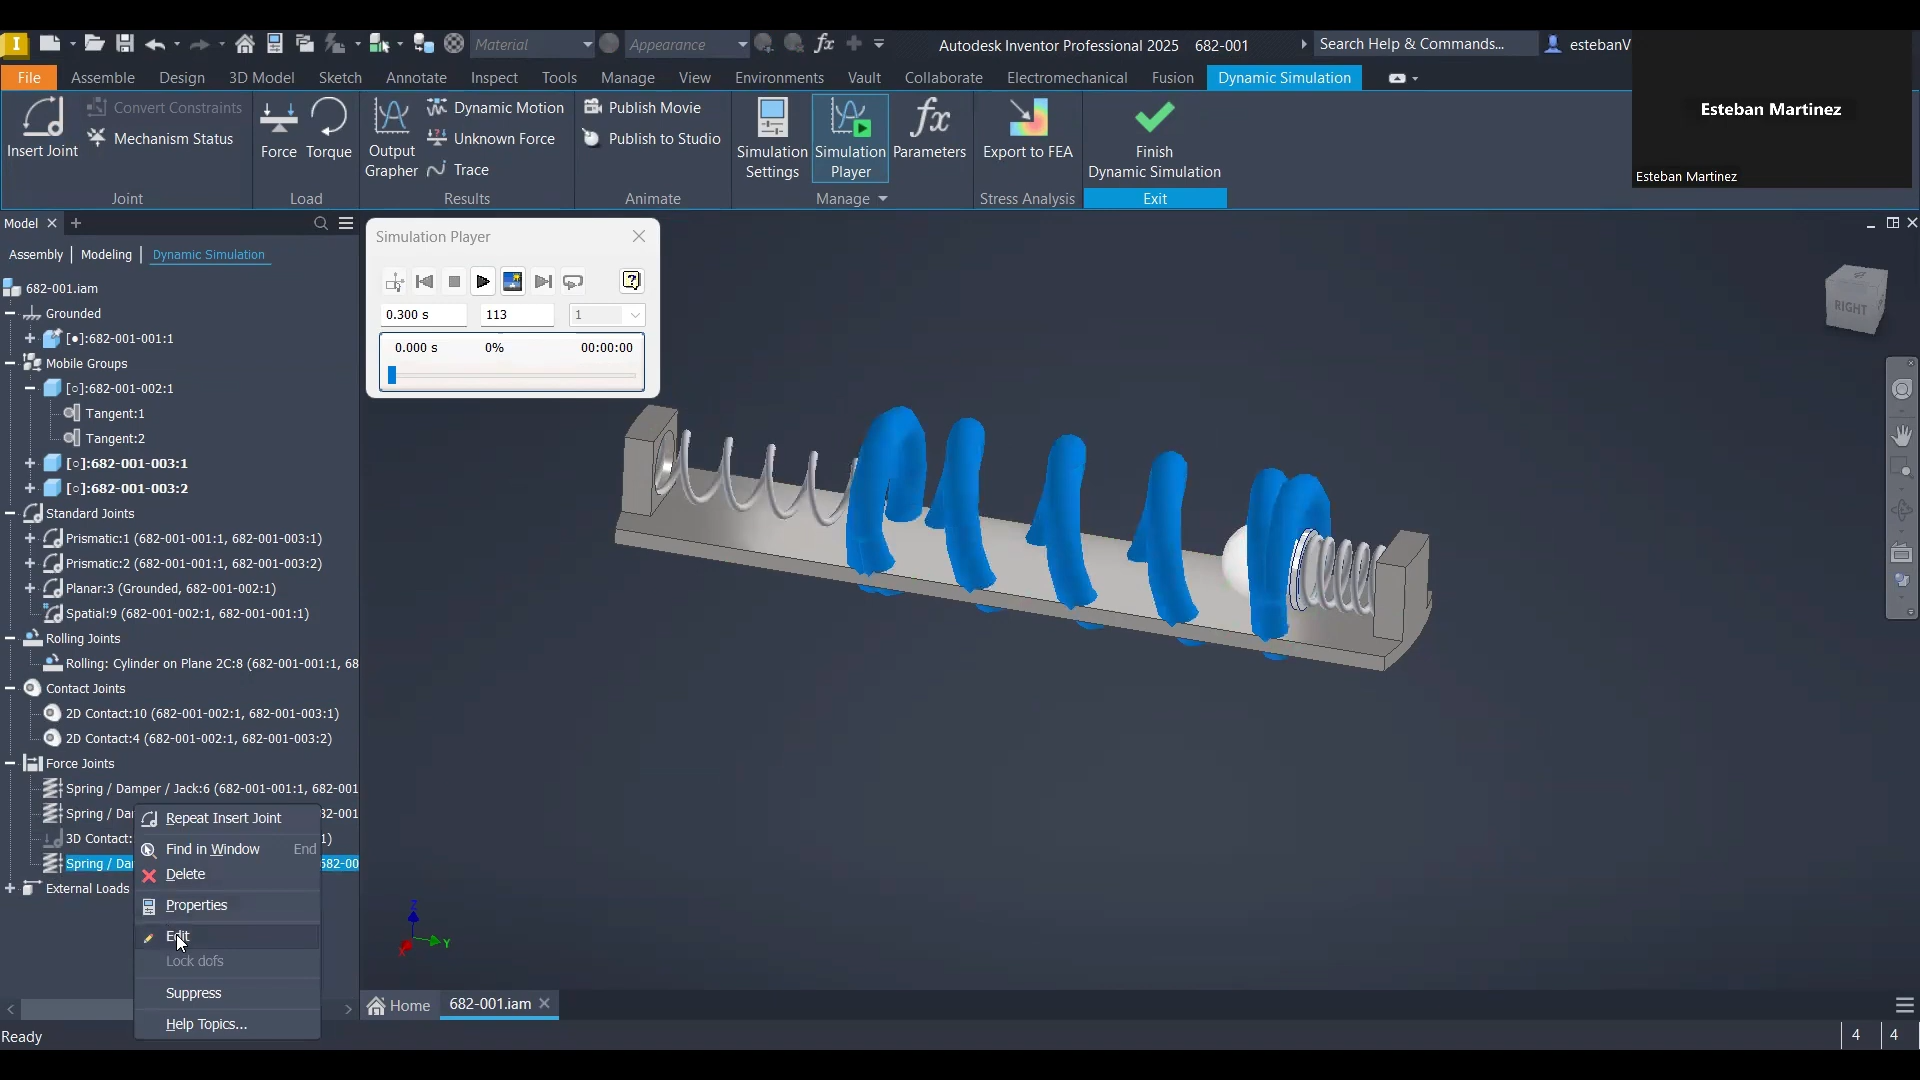 Material
Appearance
Autodesk Inventor Professional 2025 682-001
Search Help & Commands...
estebanV
File Assemble Design 3D Model Sketch Annotate Inspect Tools Manage View Environments Vault Collaborate Electromechanical Fusion Dynamic Simulation
Esteban Martinez
Esteban Martinez
Insert Joint
Convert Constraints
Mechanism Status
Joint
Force
Torque
Load
Output
Grapher
Dynamic Motion
Unknown Force
Trace
Results
Publish Movie
Publish to Studio
Animate
Simulation
Settings
Simulation
Player
Parameters
Manage
Export to FEA
Stress Analysis
Finish
Dynamic Simulation
Exit
Model
Assembly
Modeling
Dynamic Simulation
682-001.iam
Grounded
[●]:682-001-001:1
Mobile Groups
[○]:682-001-002:1
Tangent:1
Tangent:2
[○]:682-001-003:1
[○]:682-001-003:2
Standard Joints
Prismatic:1 (682-001-001:1, 682-001-003:1)
Prismatic:2 (682-001-001:1, 682-001-003:2)
Planar:3 (Grounded, 682-001-002:1)
Spatial:9 (682-001-002:1, 682-001-001:1)
Rolling Joints
Rolling: Cylinder on Plane 2C:8 (682-001-001:1, 68
Contact Joints
2D Contact:10 (682-001-002:1, 682-001-003:1)
2D Contact:4 (682-001-002:1, 682-001-003:2)
Force Joints
Spring / Damper / Jack:6 (682-001-001:1, 682-001
Spring / Da
82-001
3D Contact:
1)
Spring / Da
682-00
External Loads
Repeat Insert Joint
Find in Window End
Delete
Properties
Edit
Lock dofs
Suppress
Help Topics...
Simulation Player
0.300 s
113
1
0.000 s
0%
00:00:00
RIGHT
Z
Y
X
Home
682-001.iam
Ready
4
4